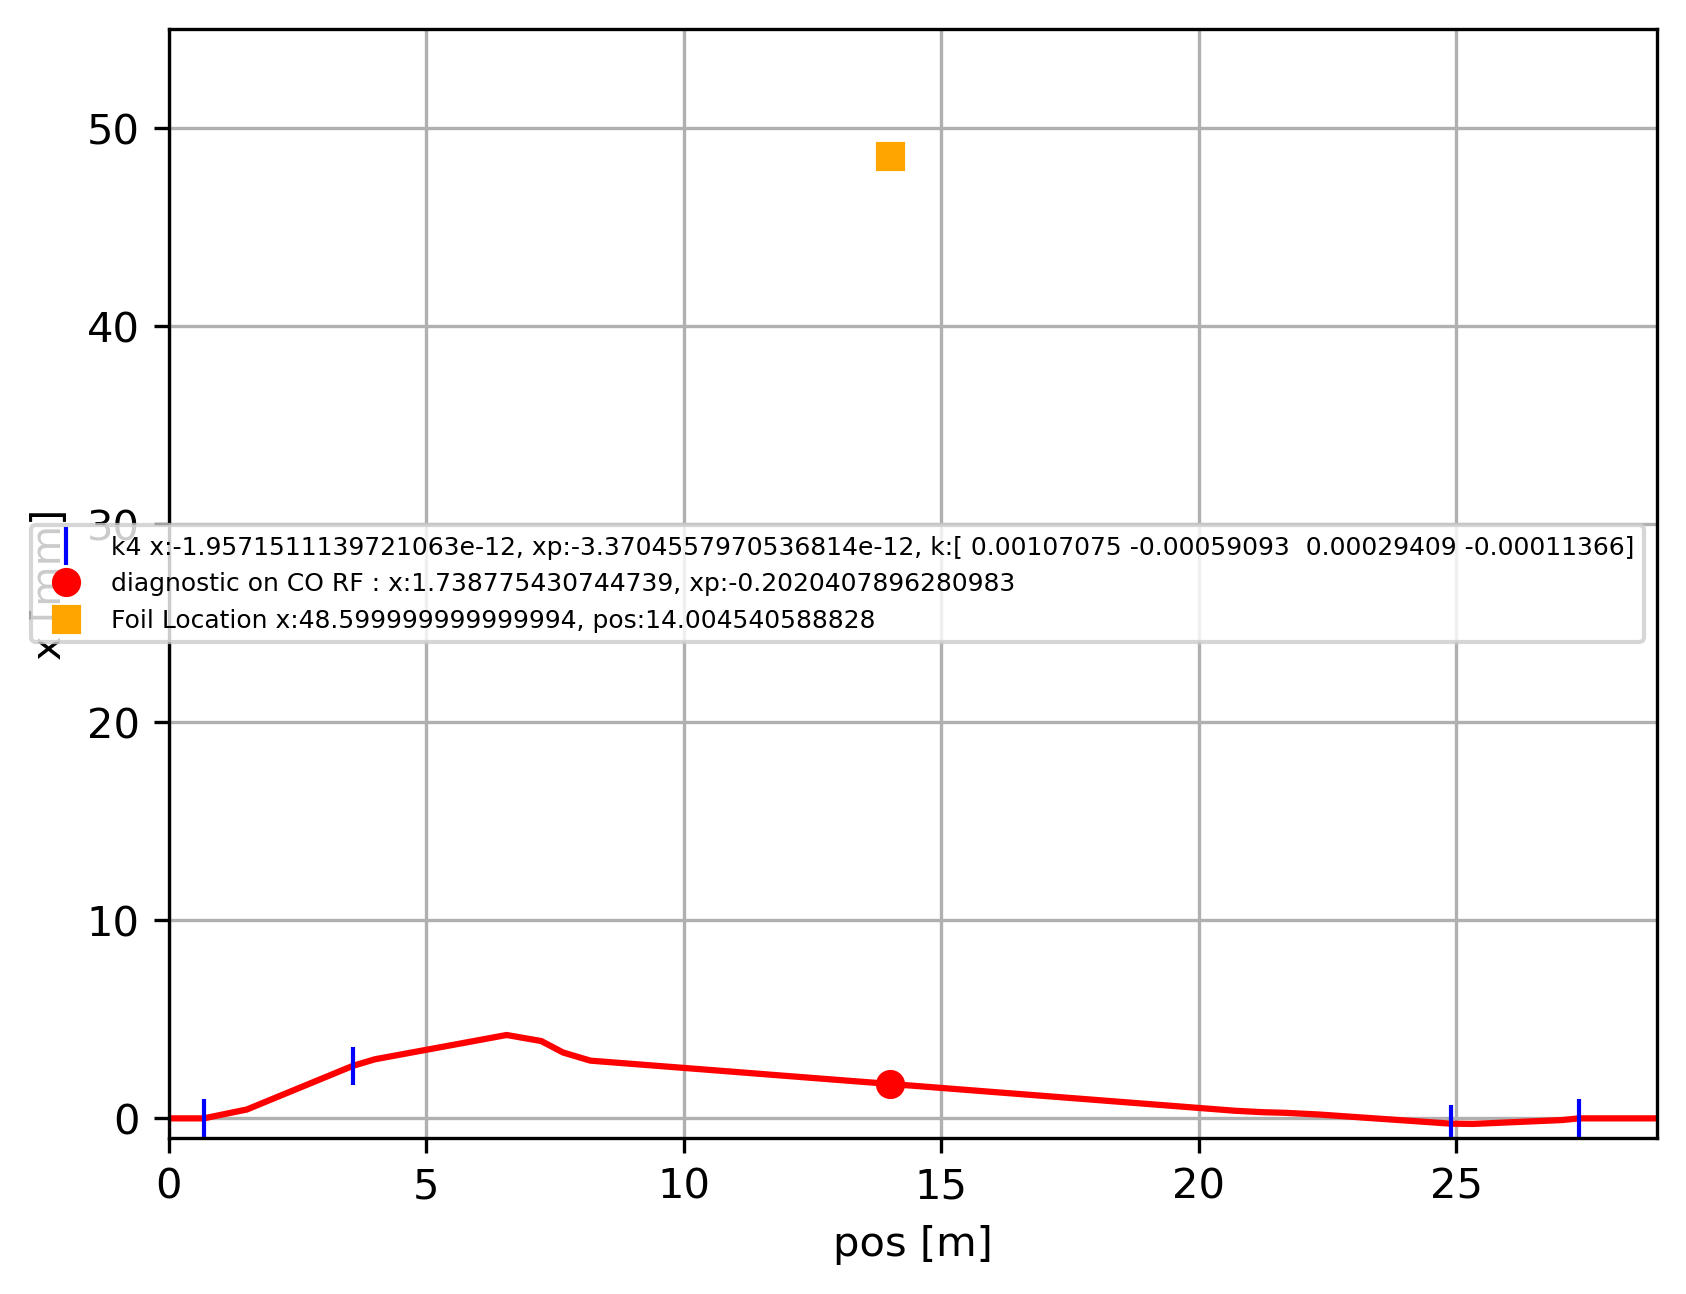 50
40
30
20
10
0
x [mm]
k4 x:-1.9571511139721063e-12, xp:-3.3704557970536814e-12, k:[ 0.00107075 -0.00059093  0.00029409 -0.00011366]
diagnostic on CO RF : x:1.738775430744739, xp:-0.2020407896280983
Foil Location x:48.599999999999994, pos:14.004540588828
0 5 10 15 20 25
pos [m]